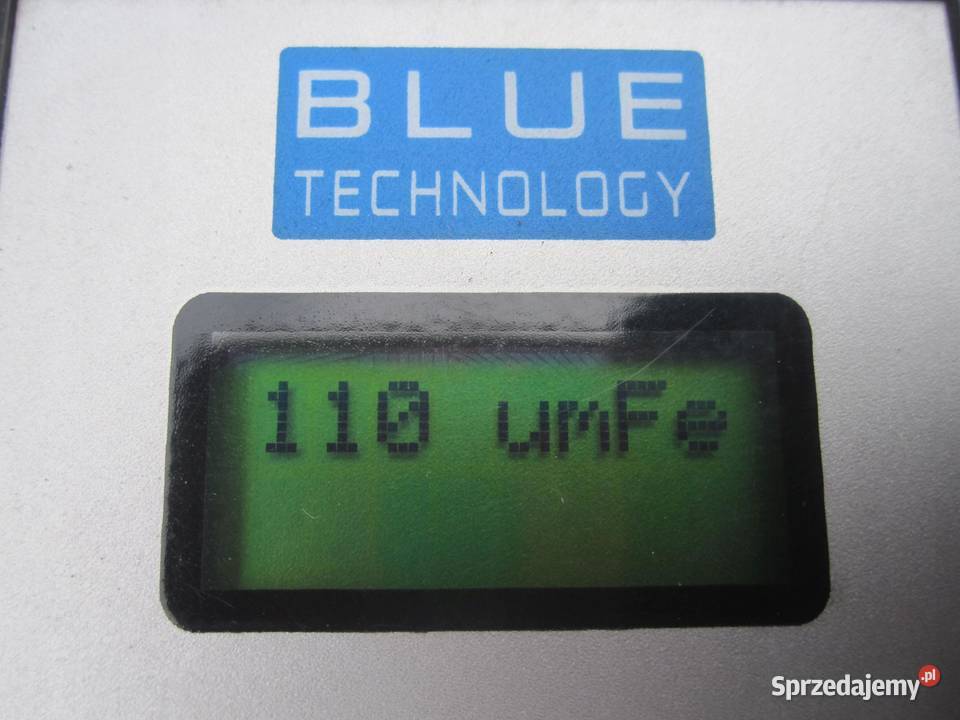 BLUE
TECHNOLOGY
110 umFe
Sprzedajemy.pl